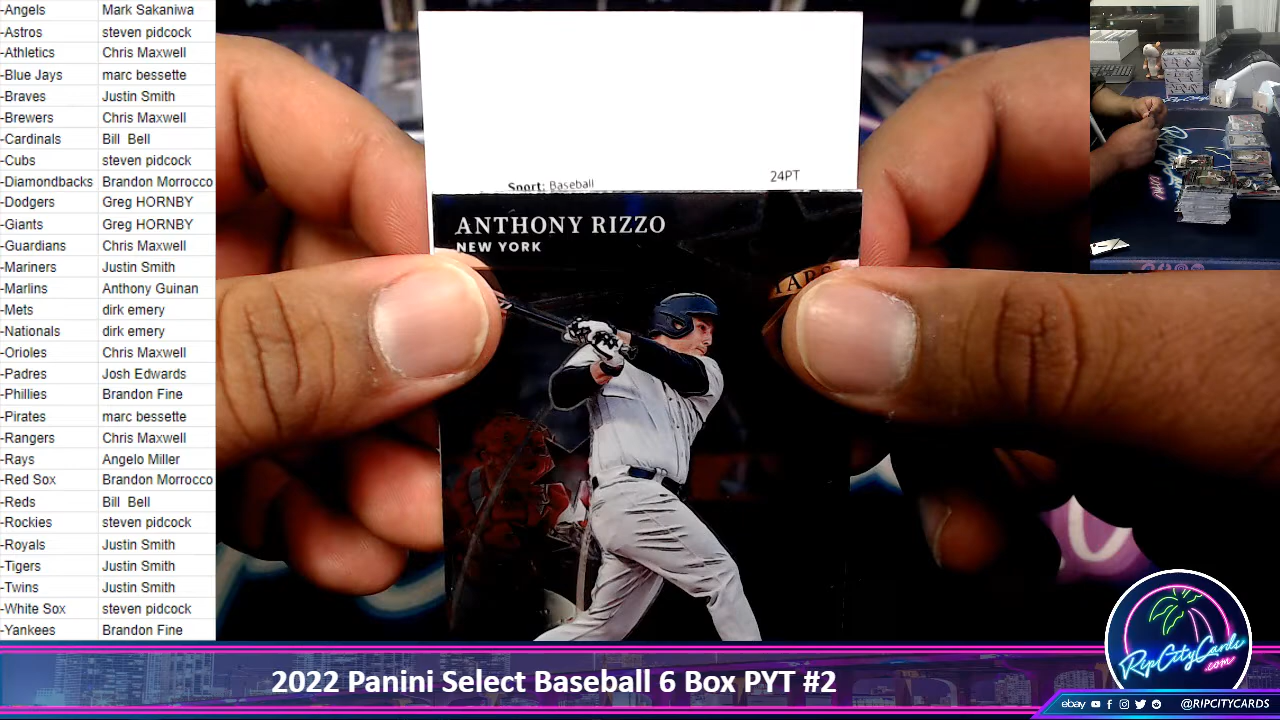 -Angels Mark Sakaniwa
-Astros steven pidcock
-Athletics Chris Maxwell
-Blue Jays marc bessette
-Braves Justin Smith
-Brewers Chris Maxwell
-Cardinals Bill Bell
-Cubs steven pidcock
-Diamondbacks Brandon Morrocco
-Dodgers Greg HORNBY
-Giants Greg HORNBY
-Guardians Chris Maxwell
-Mariners Justin Smith
-Marlins Anthony Guinan
-Mets dirk emery
-Nationals dirk emery
-Orioles Chris Maxwell
-Padres Josh Edwards
-Phillies Brandon Fine
-Pirates marc bessette
-Rangers Chris Maxwell
-Rays Angelo Miller
-Red Sox Brandon Morrocco
-Reds Bill Bell
-Rockies steven pidcock
-Royals Justin Smith
-Tigers Justin Smith
-Twins Justin Smith
-White Sox steven pidcock
-Yankees Brandon Fine
24PT
Sport: Baseball
ANTHONY RIZZO
NEW YORK
2022 Panini Select Baseball 6 Box PYT #2
RipCityCards
.com
ebay @RIPCITYCARDS